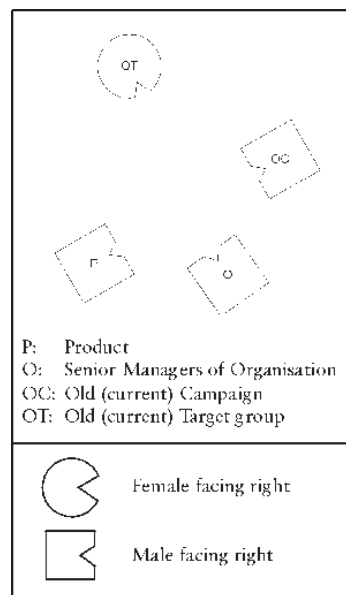 OT
OC
P
O
P: Product
O: Senior Managers of Organisation
OC: Old (current) Campaign
OT: Old (current) Target group
Female facing right
Male facing right